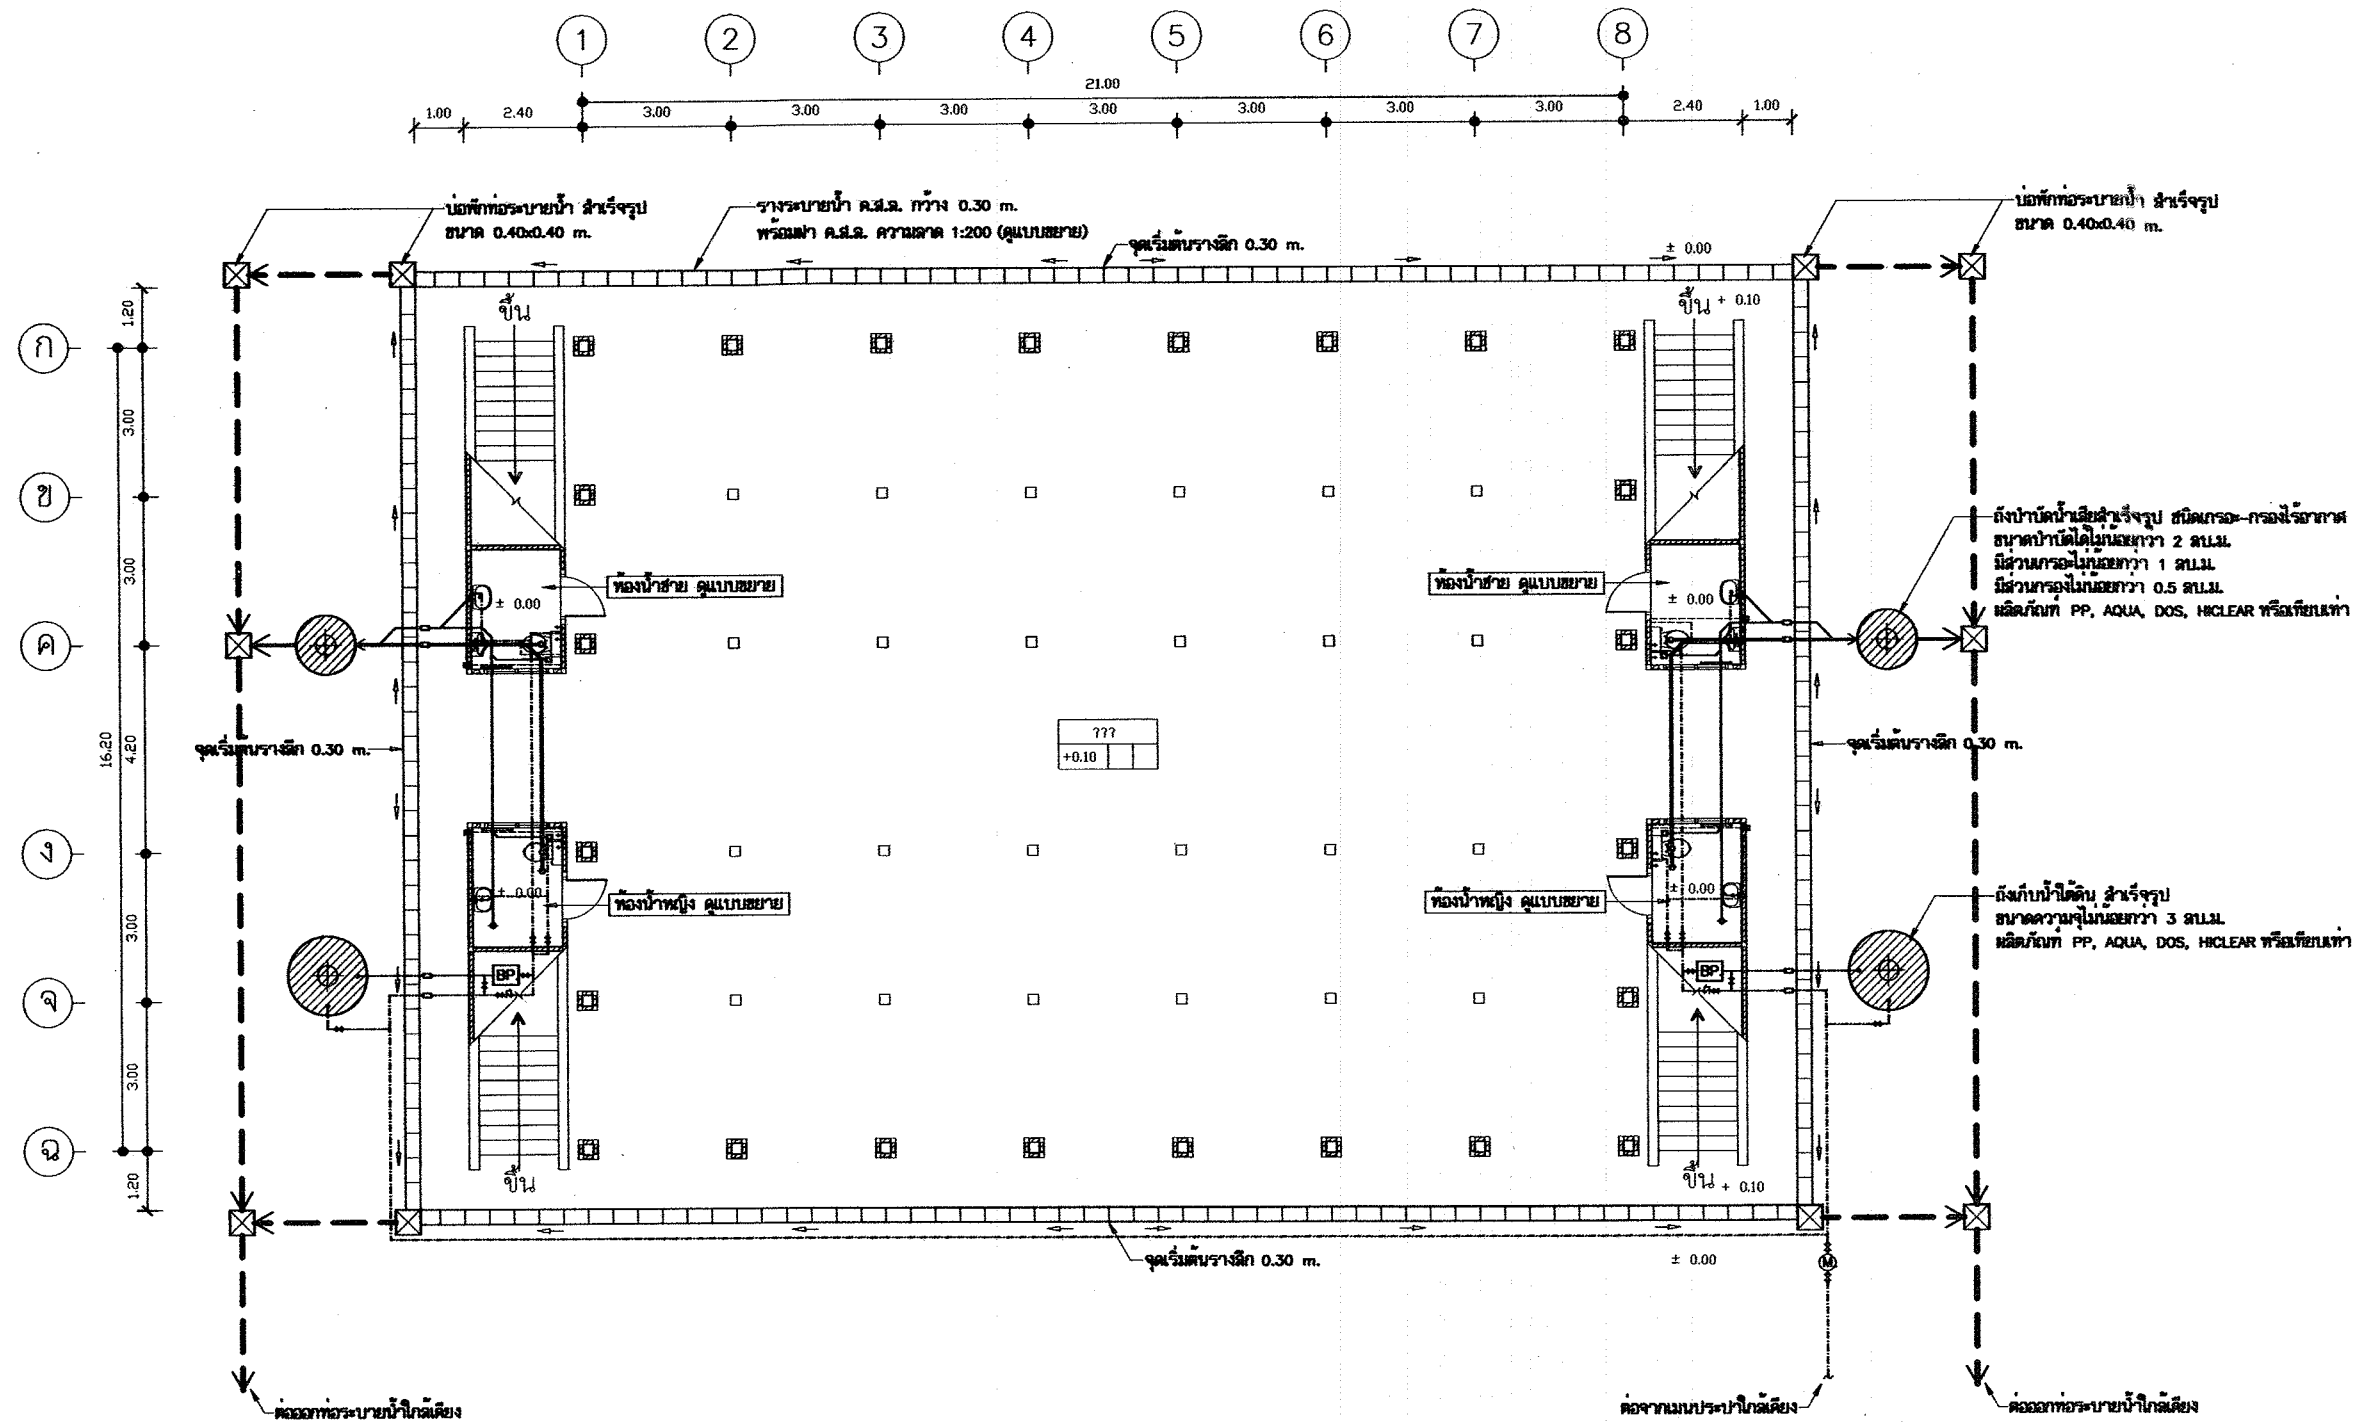 1 2 3 4 5 6 7 8
21.00
1.00 2.40 3.00 3.00 3.00 3.00 3.00 3.00 3.00 2.40 1.00
บ่อพักท่อระบายน้ำ สำเร็จรูป
ขนาด 0.40x0.40 m.
รางระบายน้ำ ค.ส.ล. กว้าง 0.30 m.
พร้อมฝา ค.ส.ล. ความลาด 1:200 (ดูแบบขยาย)
จุดเริ่มต้นรางลึก 0.30 m.
± 0.00
บ่อพักท่อระบายน้ำ สำเร็จรูป
ขนาด 0.40x0.40 m.
ขึ้น
ขึ้น + 0.10
1.20
ก
3.00
ข
3.00
ค
4.20
16.20
ง
3.00
จ
3.00
ฉ
1.20
ถังบำบัดน้ำเสียสำเร็จรูป ชนิดเกรอะ-กรองไร้อากาศ
ขนาดบำบัดได้ไม่น้อยกว่า 2 ลบ.ม.
มีส่วนเกรอะไม่น้อยกว่า 1 ลบ.ม.
มีส่วนกรองไม่น้อยกว่า 0.5 ลบ.ม.
ผลิตภัณฑ์ PP, AQUA, DOS, HICLEAR หรือเทียบเท่า
ห้องน้ำชาย ดูแบบขยาย
± 0.00
ห้องน้ำชาย ดูแบบขยาย
± 0.00
จุดเริ่มต้นรางลึก 0.30 m.
???
+0.10
จุดเริ่มต้นรางลึก 0.30 m.
± 0.00
ห้องน้ำหญิง ดูแบบขยาย
ห้องน้ำหญิง ดูแบบขยาย
± 0.00
ถังเก็บน้ำใต้ดิน สำเร็จรูป
ขนาดความจุไม่น้อยกว่า 3 ลบ.ม.
ผลิตภัณฑ์ PP, AQUA, DOS, HICLEAR หรือเทียบเท่า
BP
BP
ขึ้น
ขึ้น + 0.10
จุดเริ่มต้นรางลึก 0.30 m.
± 0.00
M
ต่อออกท่อระบายน้ำใกล้เคียง
ต่อจากเมนประปาใกล้เคียง
ต่อออกท่อระบายน้ำใกล้เคียง